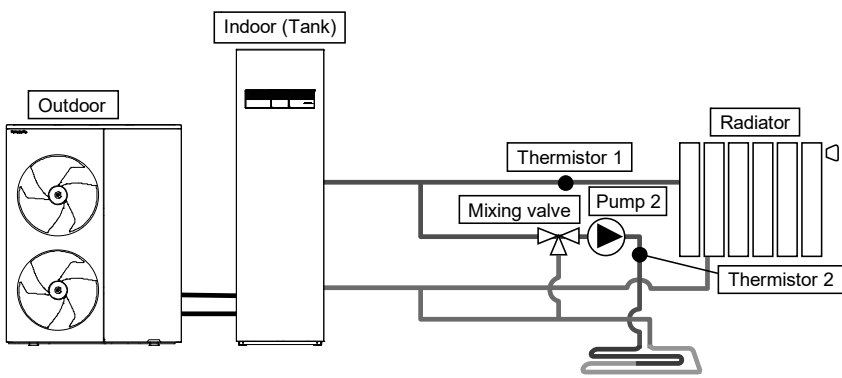 Indoor (Tank)
Outdoor
Radiator
Thermistor 1
Mixing valve
Pump 2
Thermistor 2